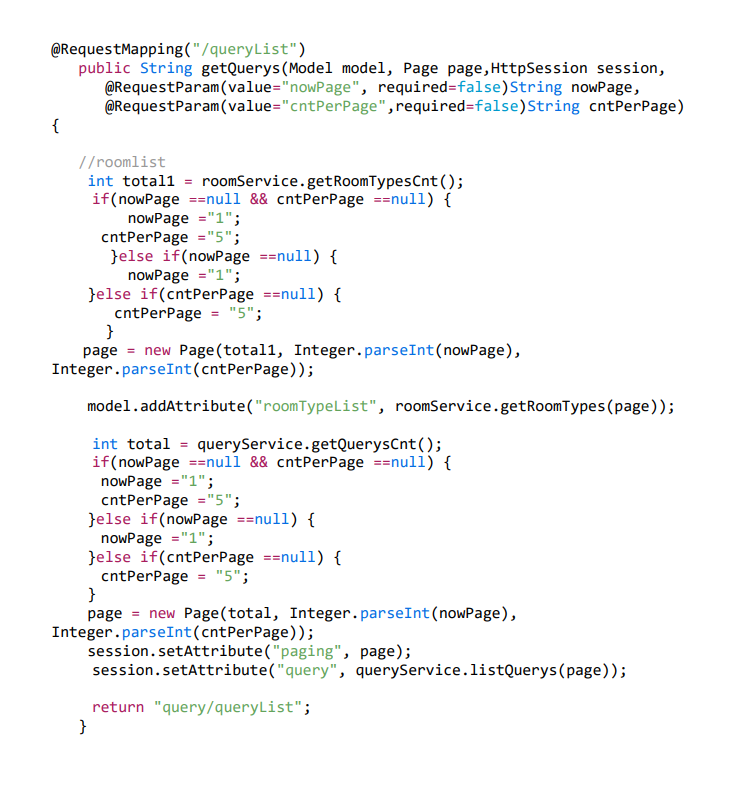 @RequestMapping("/queryList")
public String getQuerys(Model model, Page page,HttpSession session,
@RequestParam(value="nowPage", required=false)String nowPage,
@RequestParam(value="cntPerPage",required=false)String cntPerPage)
{
//roomlist
int total1 = roomService.getRoomTypesCnt();
if(nowPage ==null && cntPerPage ==null) {
nowPage ="1";
cntPerPage ="5";
}else if(nowPage ==null) {
nowPage ="1";
}else if(cntPerPage ==null) {
cntPerPage = "5";
}
page = new Page(total1, Integer.parseInt(nowPage),
Integer.parseInt(cntPerPage));
model.addAttribute("roomTypeList", roomService.getRoomTypes(page));
int total = queryService.getQuerysCnt();
if(nowPage ==null && cntPerPage ==null) {
nowPage ="1";
cntPerPage ="5";
}else if(nowPage ==null) {
nowPage ="1";
}else if(cntPerPage ==null) {
cntPerPage = "5";
}
page = new Page(total, Integer.parseInt(nowPage),
Integer.parseInt(cntPerPage));
session.setAttribute("paging", page);
session.setAttribute("query", queryService.listQuerys(page));
return "query/queryList";
}